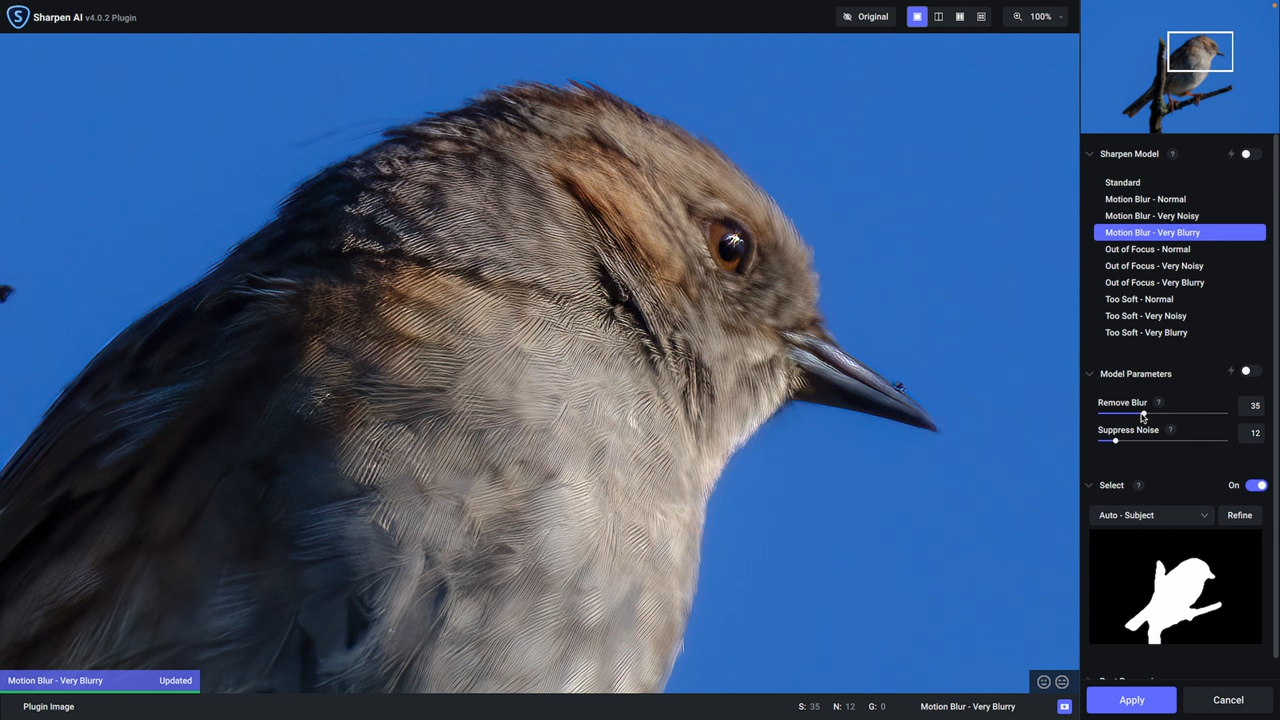 Sharpen AI v4.0.2 Plugin
Original
100%
Sharpen Model ?
Standard
Motion Blur - Normal
Motion Blur - Very Noisy
Motion Blur - Very Blurry
Out of Focus - Normal
Out of Focus - Very Noisy
Out of Focus - Very Blurry
Too Soft - Normal
Too Soft - Very Noisy
Too Soft - Very Blurry
Model Parameters
Remove Blur ? 35
Suppress Noise ? 12
Select ? On
Auto - Subject Refine
Motion Blur - Very Blurry Updated
Plugin Image S: 35 N: 12 G: 0 Motion Blur - Very Blurry
Apply Cancel